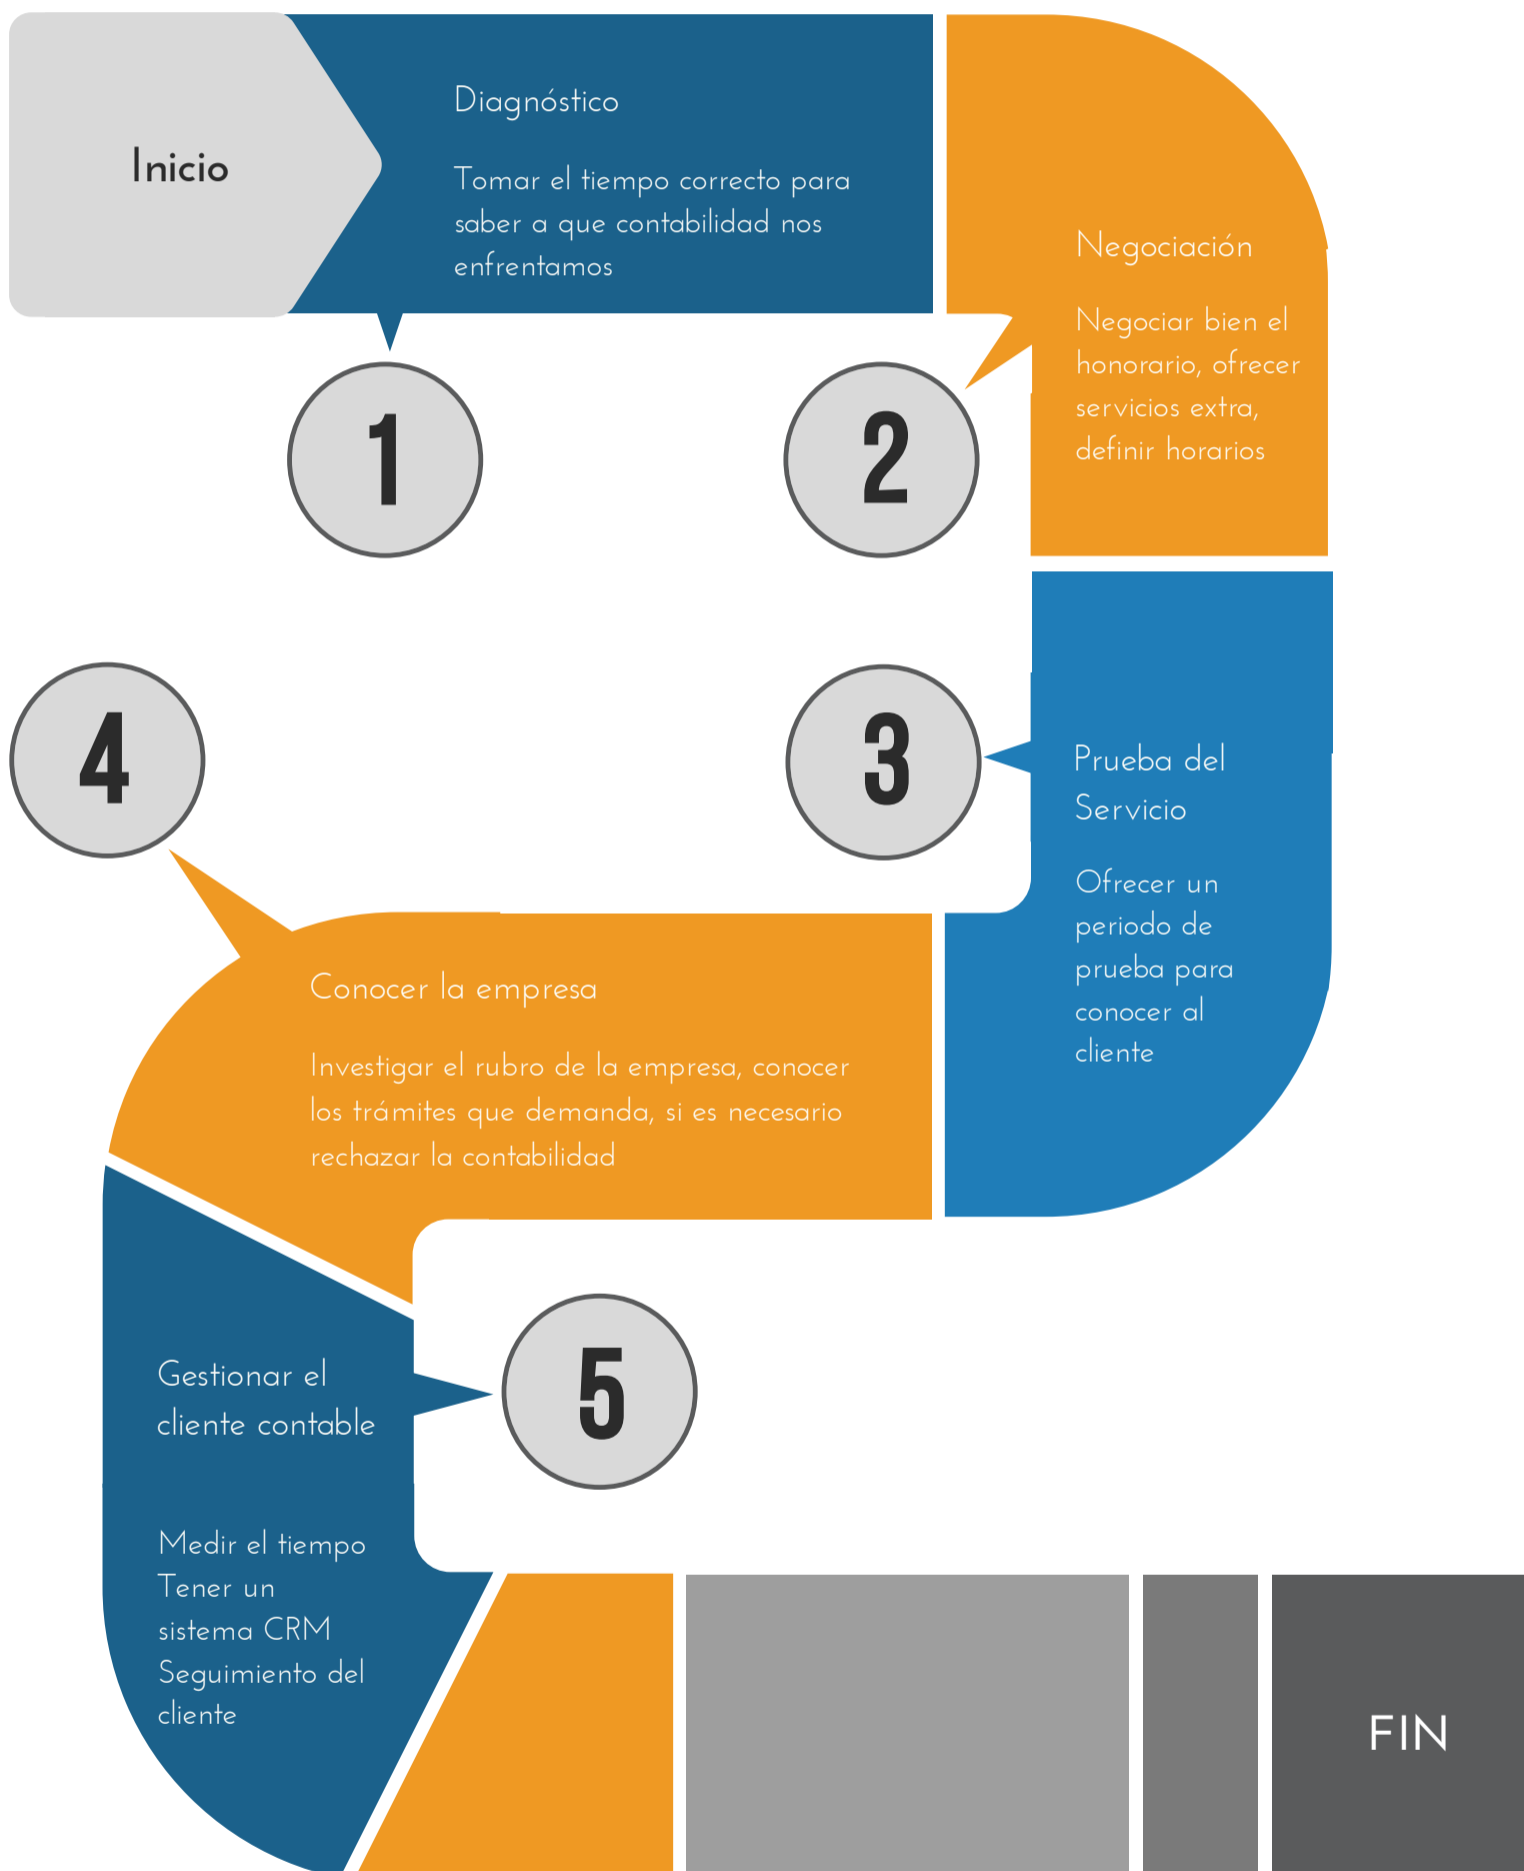 Inicio
Diagnóstico
Tomar el tiempo correcto para
saber a que contabilidad nos
enfrentamos
1
Negociación
Negociar bien el
honorario, ofrecer
servicios extra,
definir horarios
2
3
Prueba del
Servicio
Ofrecer un
periodo de
prueba para
conocer al
cliente
4
Conocer la empresa
Investigar el rubro de la empresa, conocer
los trámites que demanda, si es necesario
rechazar la contabilidad
5
Gestionar el
cliente contable
Medir el tiempo
Tener un
sistema CRM
Seguimiento del
cliente
FIN